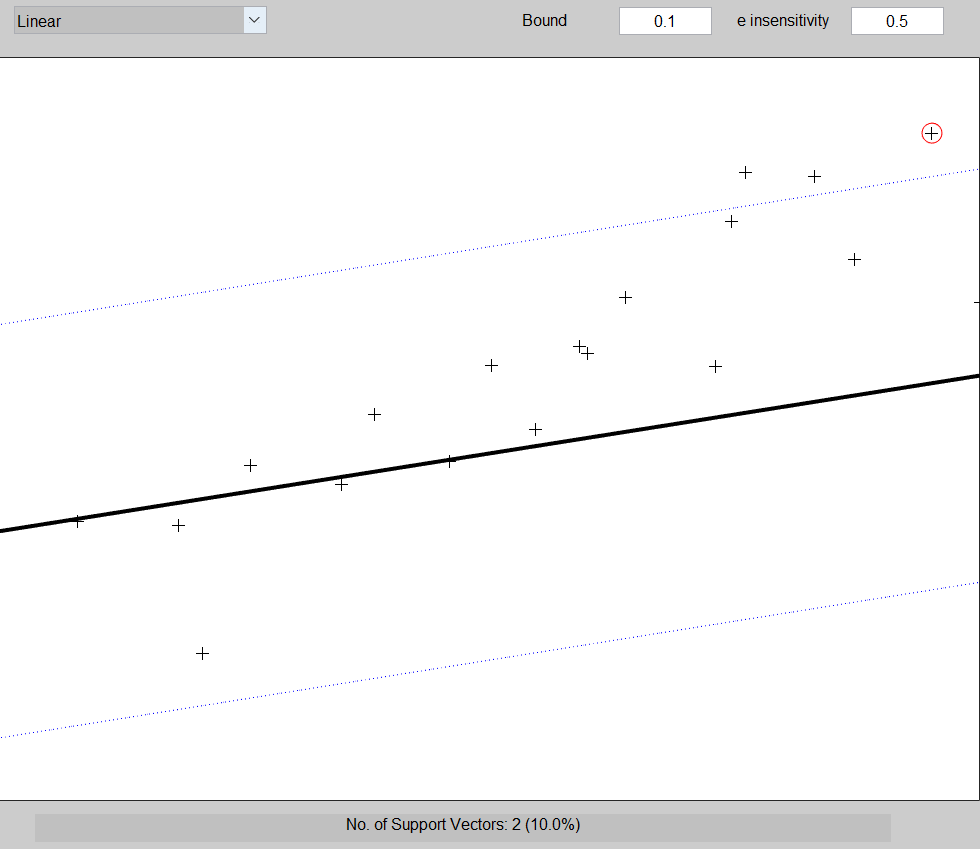 Linear
Bound 0.1 e insensitivity 0.5
No. of Support Vectors: 2 (10.0%)